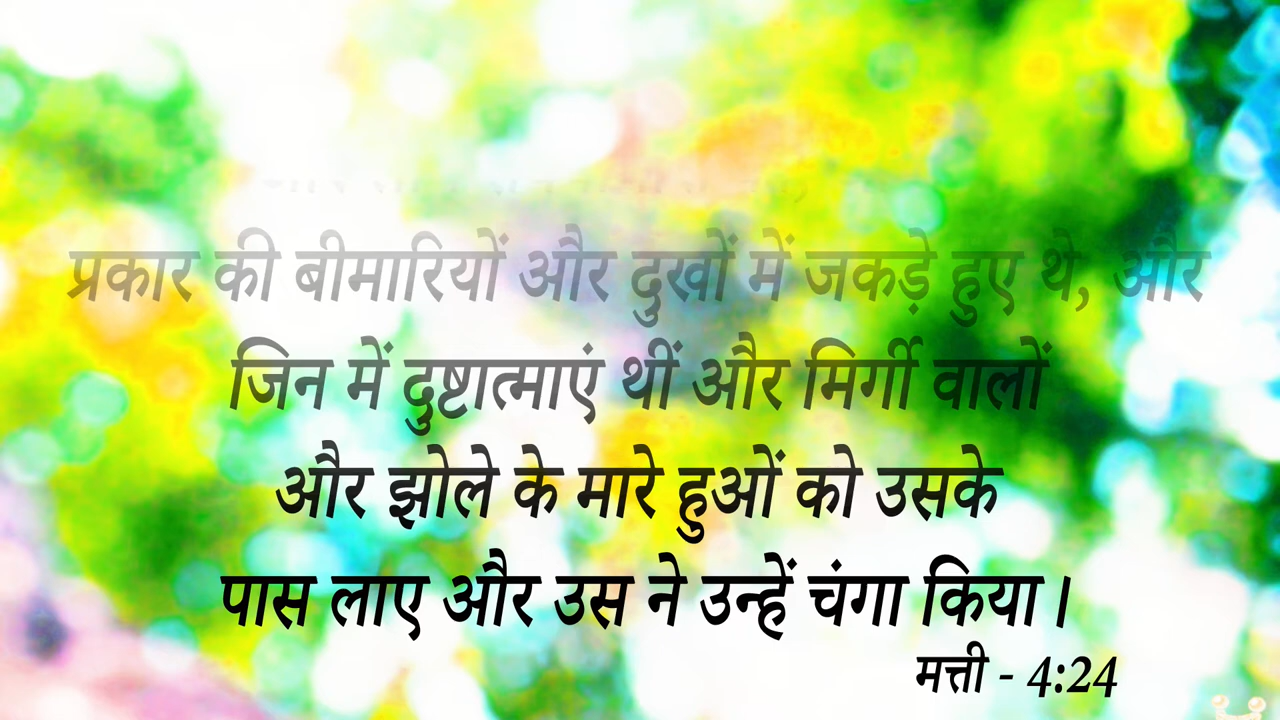 प्रकार की बीमारियों और दुखों में जकड़े हुए थे, और
जिन में दुष्टात्माएं थीं और मिर्गी वालों
और झोले के मारे हुओं को उसके
पास लाए और उस ने उन्हें चंगा किया।
मत्ती - 4:24